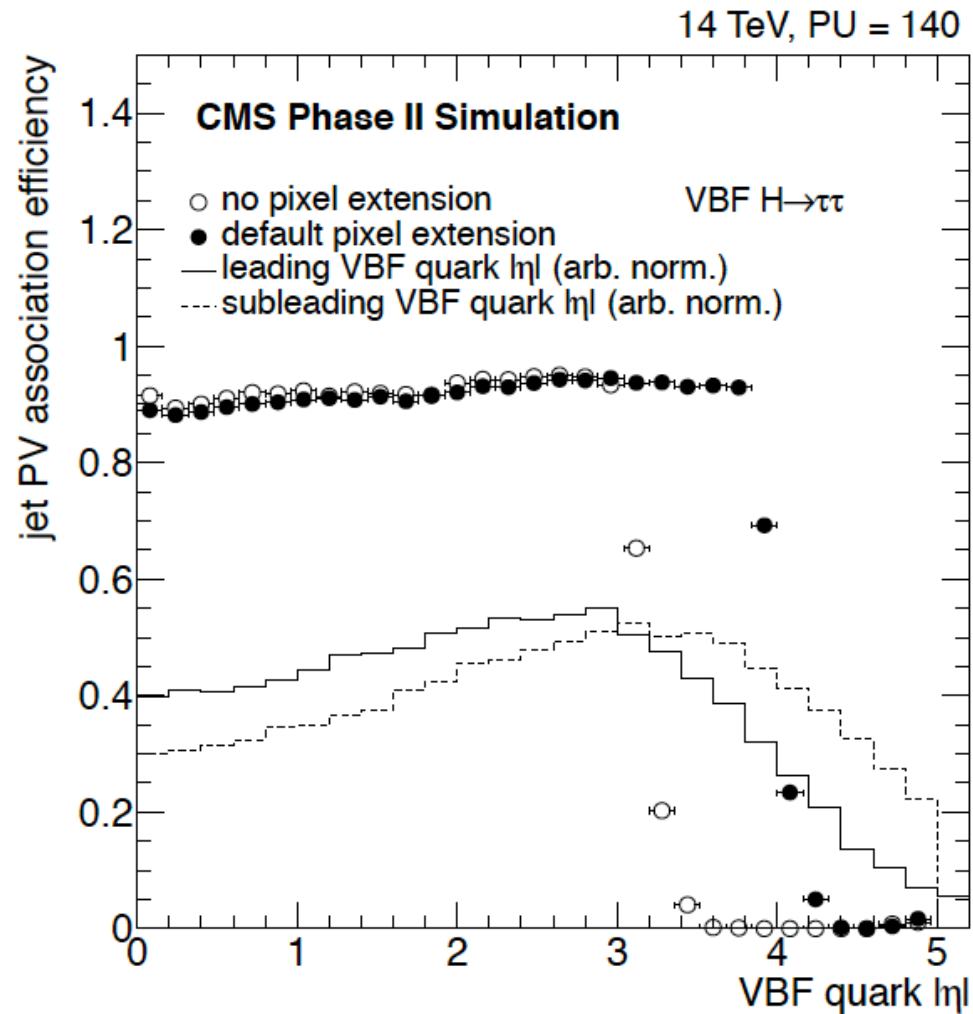 14 TeV, PU = 140
jet PV association efficiency
CMS Phase II Simulation
no pixel extension
VBF H→ττ
default pixel extension
leading VBF quark |η| (arb. norm.)
subleading VBF quark |η| (arb. norm.)
1.4
1.2
1
0.8
0.6
0.4
0.2
0
0 1 2 3 4 5
VBF quark |η|